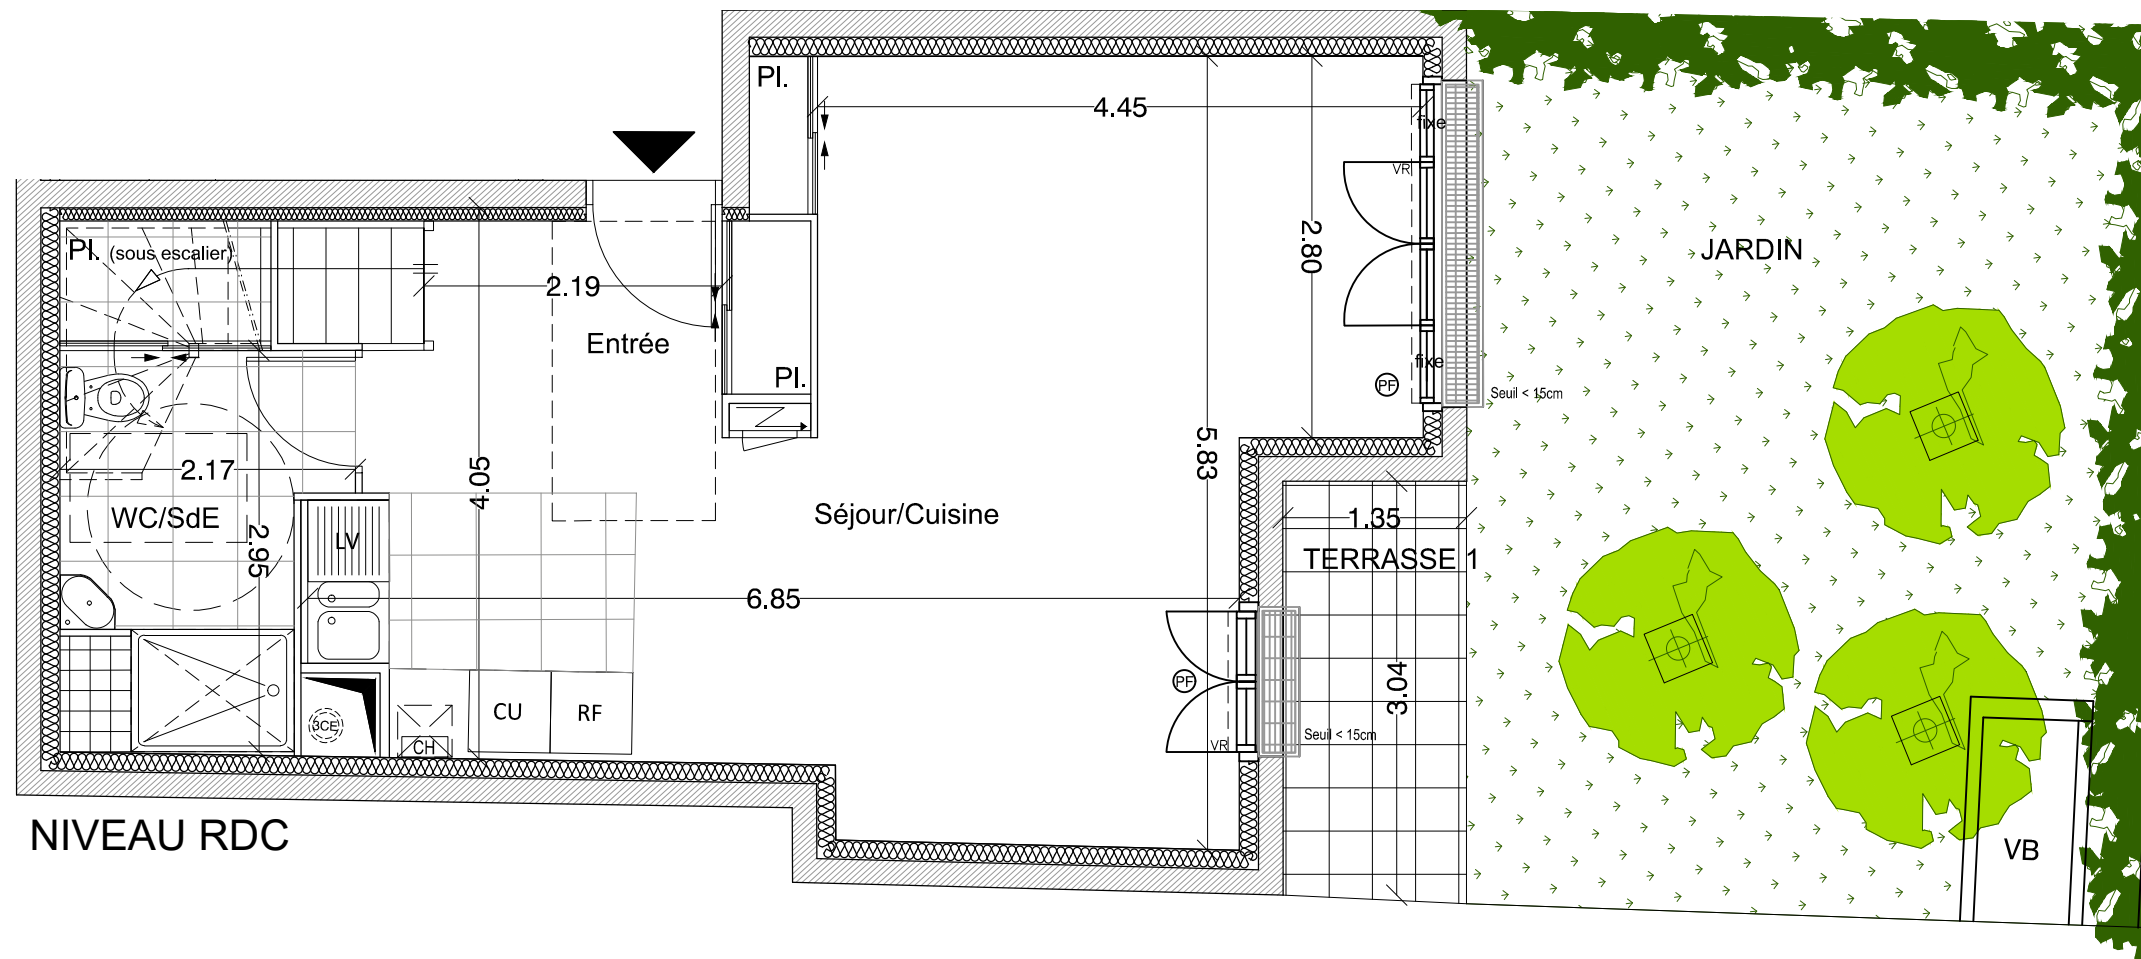 Pl.
4.45
fixe
VR
Pl. (sous escalier)
2.19
2.80
JARDIN
Entrée
fixe
Pl.
PF
Seuil < 15cm
D
2.17
4.05
5.83
WC/SdE
LV
Séjour/Cuisine
1.35
2.95
TERRASSE 1
6.85
PF
3.04
CU
RF
BCE
CH
VR
Seuil < 15cm
NIVEAU RDC
VB